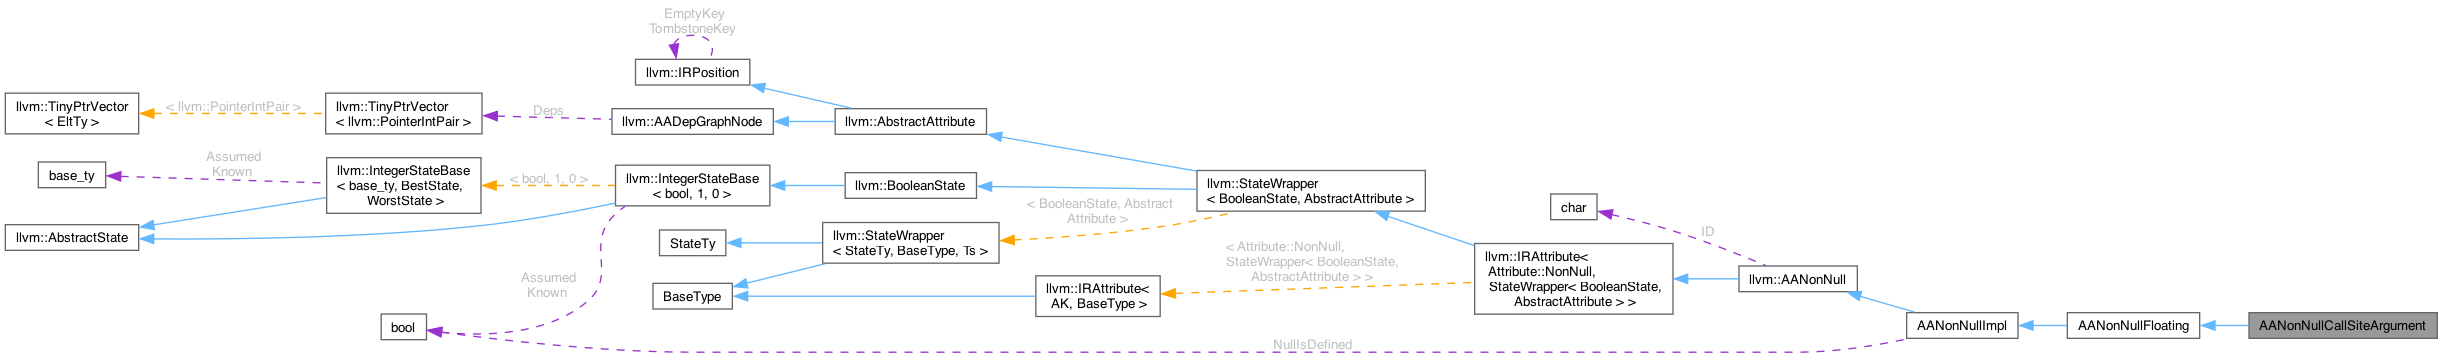 EmptyKey
TombstoneKey
llvm::IRPosition
llvm::TinyPtrVector
< EltTy >
< llvm::PointerIntPair >
llvm::TinyPtrVector
< llvm::PointerIntPair >
Deps
llvm::AADepGraphNode
llvm::AbstractAttribute
base_ty
Assumed
Known
llvm::IntegerStateBase
< base_ty, BestState,
WorstState >
< bool, 1, 0 >
llvm::IntegerStateBase
< bool, 1, 0 >
llvm::BooleanState
llvm::StateWrapper
< BooleanState, AbstractAttribute >
llvm::AbstractState
StateTy
llvm::StateWrapper
< StateTy, BaseType, Ts >
< BooleanState, Abstract
Attribute >
char
ID
BaseType
llvm::IRAttribute<
AK, BaseType >
< Attribute::NonNull,
StateWrapper< BooleanState,
AbstractAttribute > >
llvm::IRAttribute<
Attribute::NonNull,
StateWrapper< BooleanState,
AbstractAttribute > >
llvm::AANonNull
Assumed
Known
bool
NullIsDefined
AANonNullImpl
AANonNullFloating
AANonNullCallSiteArgument